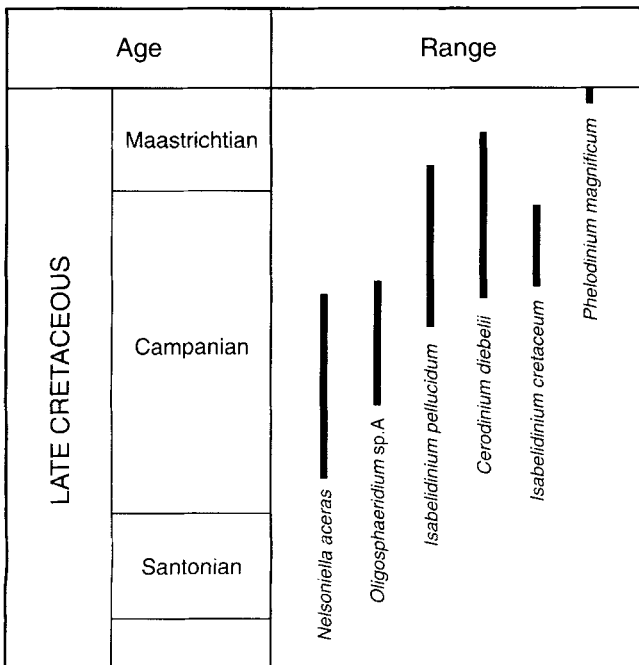 Age
Range
LATE CRETACEOUS
Maastrichtian
Campanian
Santonian
Nelsoniella aceras
Oligosphaeridium sp.A
Isabelidinium pellucidum
Cerodinium diebelii
Isabelidinium cretaceum
Phelodinium magnificum